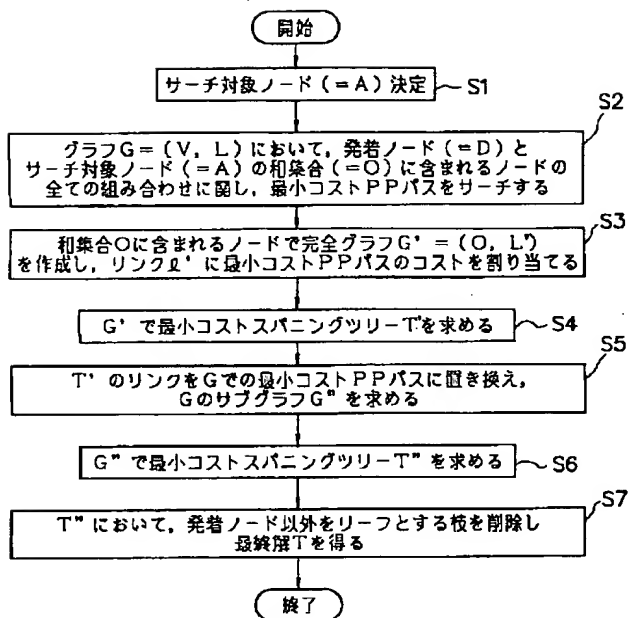 開始
サーチ対象ノード(=A)決定
S1
S2
グラフG=(V, L)において,発着ノード(=D)と
サーチ対象ノード(=A)の和集合(=O)に含まれるノードの
全ての組み合わせに関し,最小コストPPパスをサーチする
S3
和集合Oに含まれるノードで完全グラフG'=(O, L')
を作成し,リンクℓ'に最小コストPPパスのコストを割り当てる
G'で最小コストスパニングツリーT'を求める
S4
S5
T'のリンクをGでの最小コストPPパスに置き換え,
GのサブグラフG"を求める
G"で最小コストスパニングツリーT"を求める
S6
S7
T"において,発着ノード以外をリーフとする枝を削除し
最終解Tを得る
終了